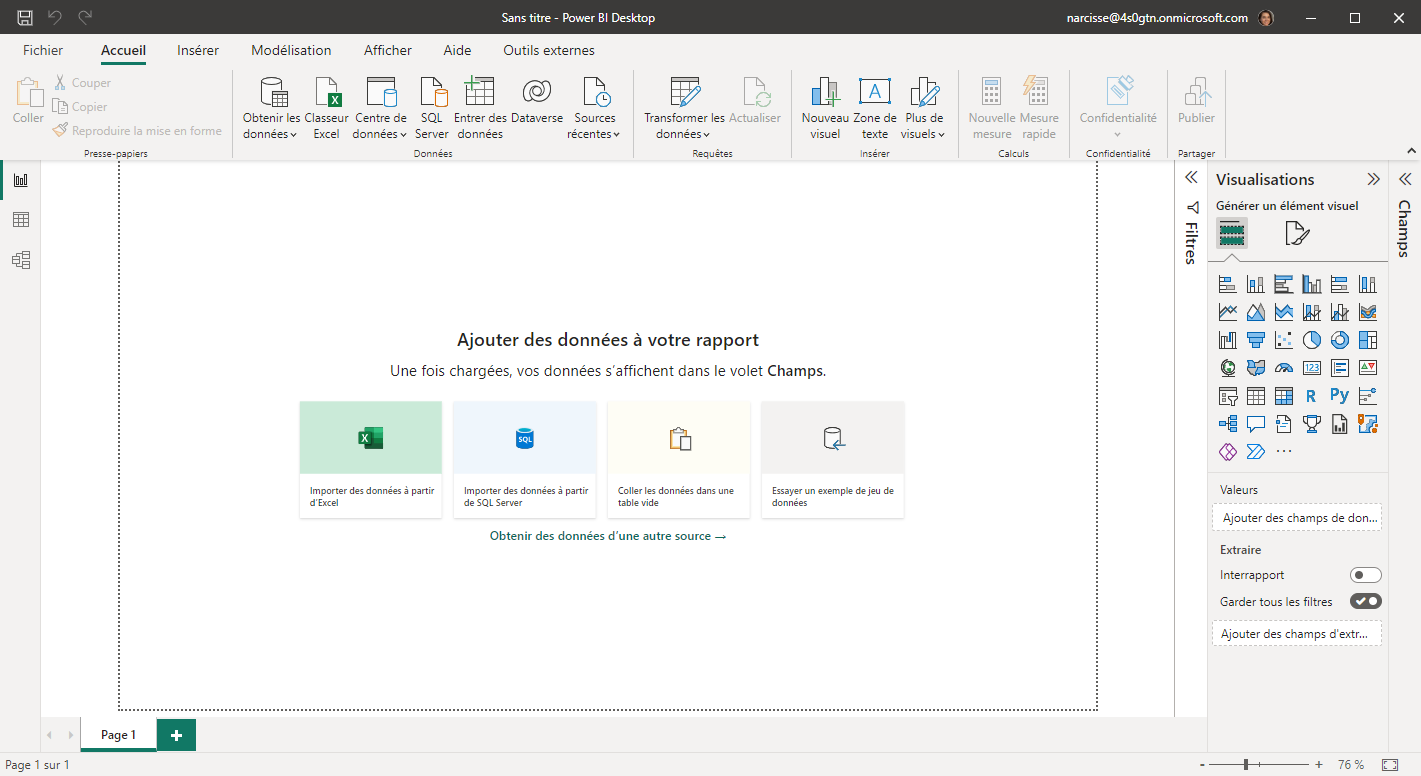 Sans titre - Power BI Desktop
narcisse@4s0gtn.onmicrosoft.com
Fichier Accueil Insérer Modélisation Afficher Aide Outils externes
Coller
Couper
Copier
Reproduire la mise en forme
Presse-papiers
Obtenir les données
Classeur Excel
Centre de données
SQL Server
Entrer des données
Dataverse
Sources récentes
Données
Transformer les données
Actualiser
Requêtes
Nouveau visuel
Zone de texte
Plus de visuels
Insérer
Nouvelle mesure
Mesure rapide
Calculs
Confidentialité
Confidentialité
Publier
Partager
Ajouter des données à votre rapport
Une fois chargées, vos données s’affichent dans le volet Champs.
X
SQL
Importer des données à partir
d’Excel
Importer des données à partir
de SQL Server
Coller les données dans une
table vide
Essayer un exemple de jeu de
données
Obtenir des données d’une autre source →
Filtres
Visualisations
Générer un élément visuel
123
R
Py
Valeurs
Ajouter des champs de don...
Extraire
Interrapport
Garder tous les filtres
Ajouter des champs d'extr...
Champs
Page 1
Page 1 sur 1
- + 76 %